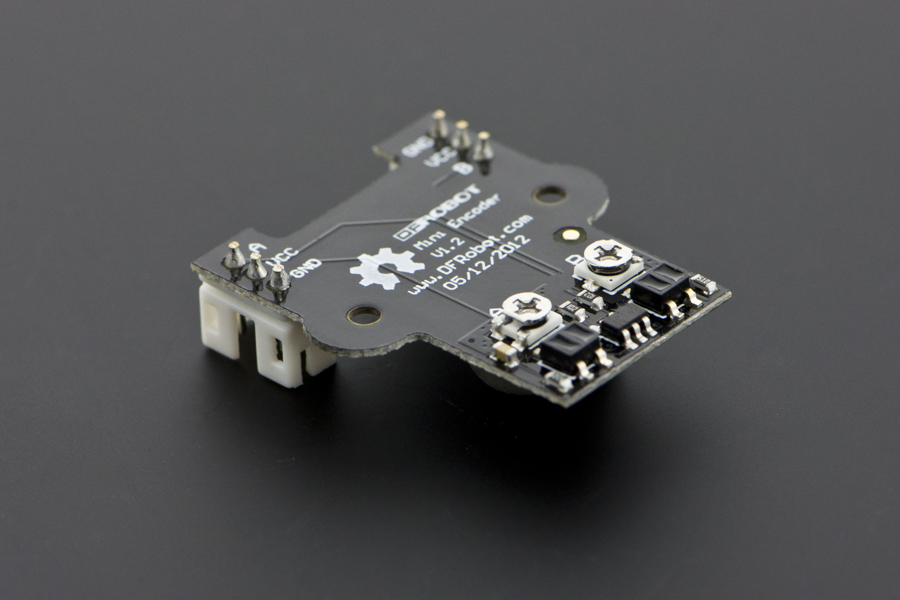 GND
VCC
B
DFROBOT
Mini Encoder
V1.2
www.DFRobot.com
05/12/2012
A
VCC
GND
B
A